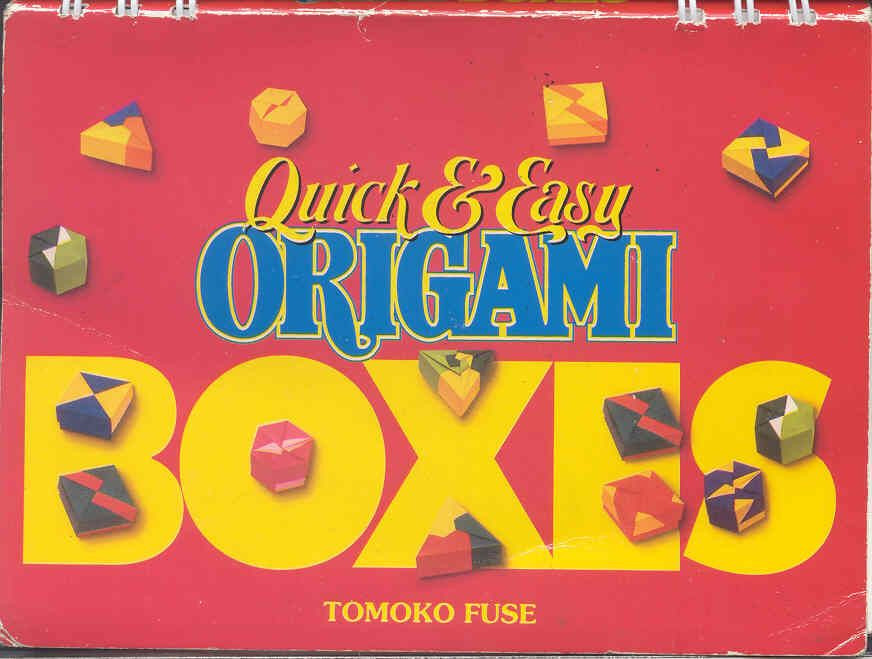 Quick & Easy
ORIGAMI
BOXES
TOMOKO FUSE